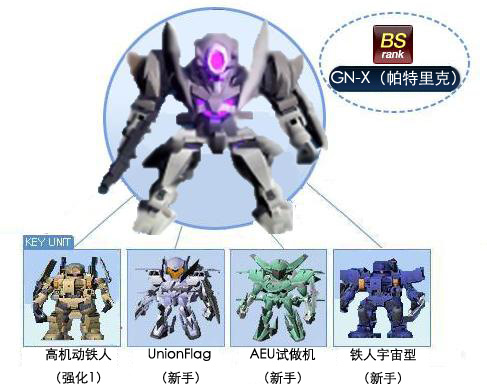 BS
rank
GN-X（帕特里克）
KEY UNIT
高机动铁人
（强化1）
UnionFlag
（新手）
AEU试做机
（新手）
铁人宇宙型
（新手）